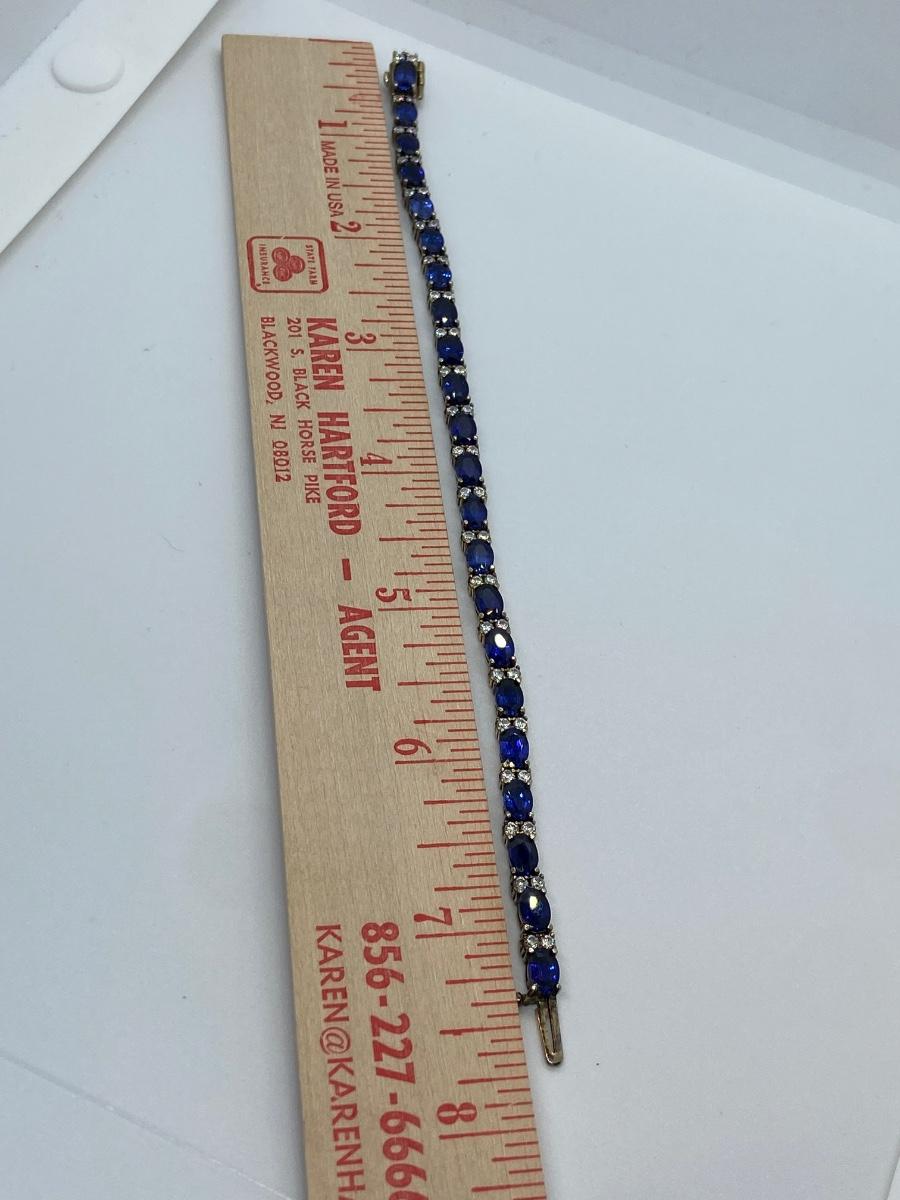 1
MADE IN USA
2
STATE FARM
INSURANCE
3
KAREN HARTFORD - AGENT
201 S. BLACK HORSE PIKE
BLACKWOOD, NJ 08012
4
5
6
7
856-227-666
KAREN@KARENHA
8